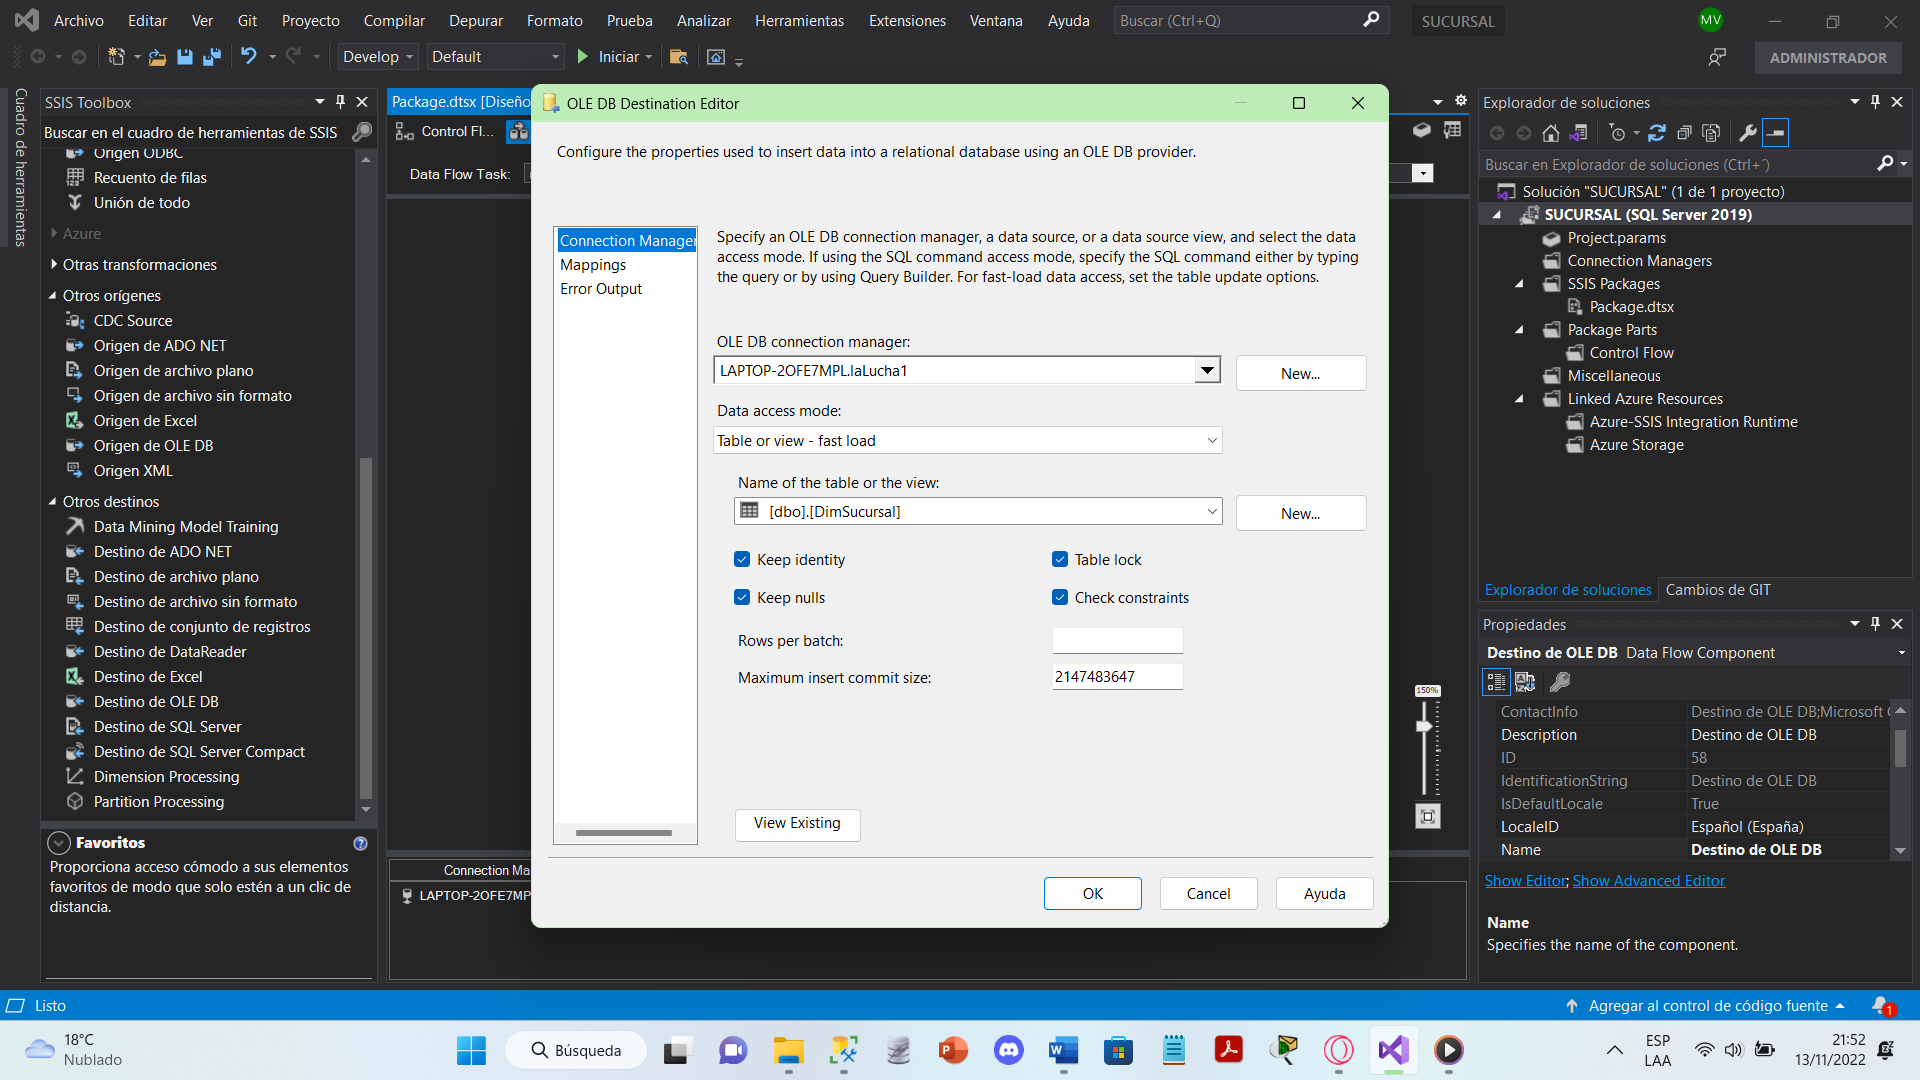 Archivo Editar Ver Git Proyecto Compilar Depurar Formato Prueba Analizar Herramientas Extensiones Ventana Ayuda Buscar (Ctrl+Q) SUCURSAL MV
Develop Default Iniciar ADMINISTRADOR
Cuadro de herramientas
SSIS Toolbox
Buscar en el cuadro de herramientas de SSIS
Origen ODBC
Recuento de filas
Unión de todo
Azure
Otras transformaciones
Otros orígenes
CDC Source
Origen de ADO NET
Origen de archivo plano
Origen de archivo sin formato
Origen de Excel
Origen de OLE DB
Origen XML
Otros destinos
Data Mining Model Training
Destino de ADO NET
Destino de archivo plano
Destino de archivo sin formato
Destino de conjunto de registros
Destino de DataReader
Destino de Excel
Destino de OLE DB
Destino de SQL Server
Destino de SQL Server Compact
Dimension Processing
Partition Processing
Favoritos
Proporciona acceso cómodo a sus elementos
favoritos de modo que solo estén a un clic de
distancia.
Package.dtsx [Diseño
Control Fl...
Data Flow Task:
150%
Connection Ma
LAPTOP-2OFE7MP
OLE DB Destination Editor
Configure the properties used to insert data into a relational database using an OLE DB provider.
Connection Manager
Mappings
Error Output
Specify an OLE DB connection manager, a data source, or a data source view, and select the data
access mode. If using the SQL command access mode, specify the SQL command either by typing
the query or by using Query Builder. For fast-load data access, set the table update options.
OLE DB connection manager:
LAPTOP-2OFE7MPL.laLucha1 New...
Data access mode:
Table or view - fast load
Name of the table or the view:
[dbo].[DimSucursal] New...
Keep identity Table lock
Keep nulls Check constraints
Rows per batch:
Maximum insert commit size: 2147483647
View Existing
OK Cancel Ayuda
Explorador de soluciones
Buscar en Explorador de soluciones (Ctrl+´)
Solución "SUCURSAL" (1 de 1 proyecto)
SUCURSAL (SQL Server 2019)
Project.params
Connection Managers
SSIS Packages
Package.dtsx
Package Parts
Control Flow
Miscellaneous
Linked Azure Resources
Azure-SSIS Integration Runtime
Azure Storage
Explorador de soluciones Cambios de GIT
Propiedades
Destino de OLE DB Data Flow Component
ContactInfo Destino de OLE DB;Microsoft
Description Destino de OLE DB
ID 58
IdentificationString Destino de OLE DB
IsDefaultLocale True
LocaleID Español (España)
Name Destino de OLE DB
Show Editor; Show Advanced Editor
Name
Specifies the name of the component.
Listo Agregar al control de código fuente 1
18°C
Nublado
Búsqueda
ESP
LAA
21:52
13/11/2022